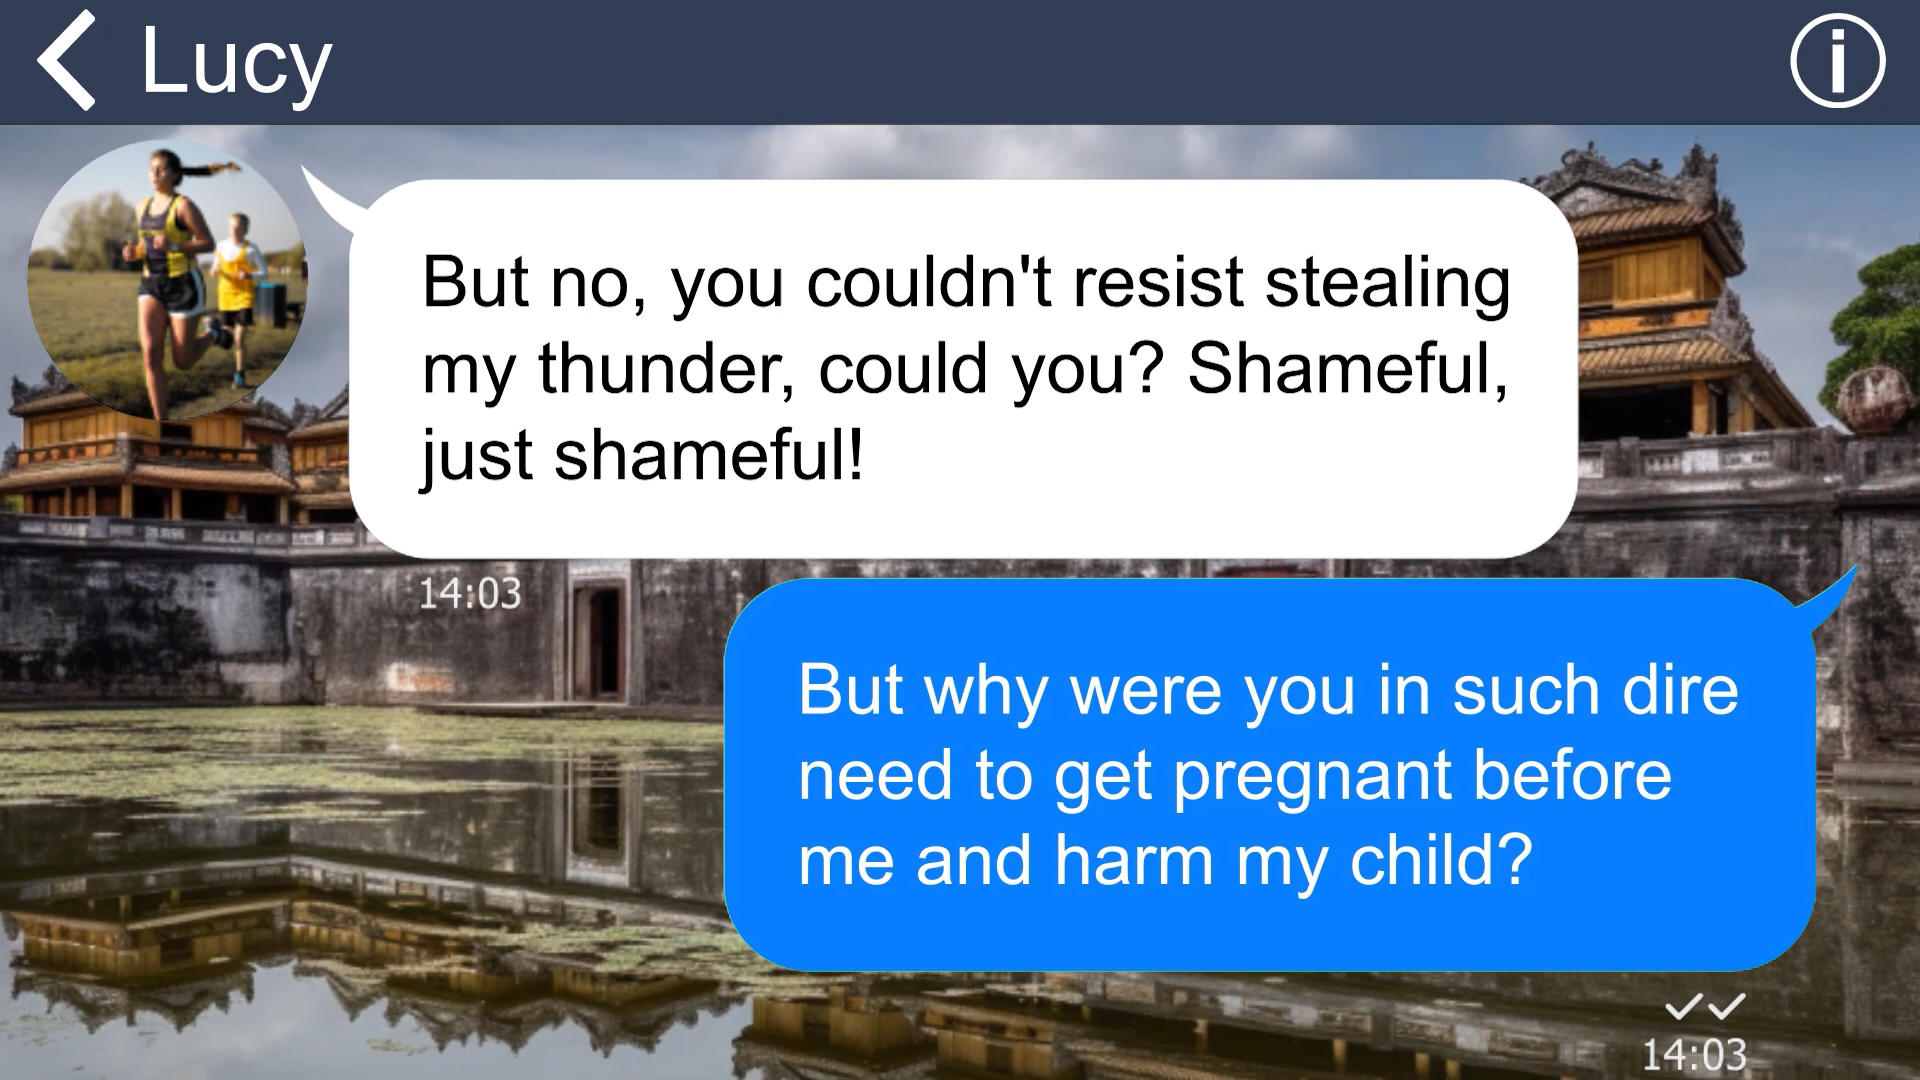 Lucy
But no, you couldn't resist stealing
my thunder, could you? Shameful,
just shameful!
14:03
But why were you in such dire
need to get pregnant before
me and harm my child?
14:03